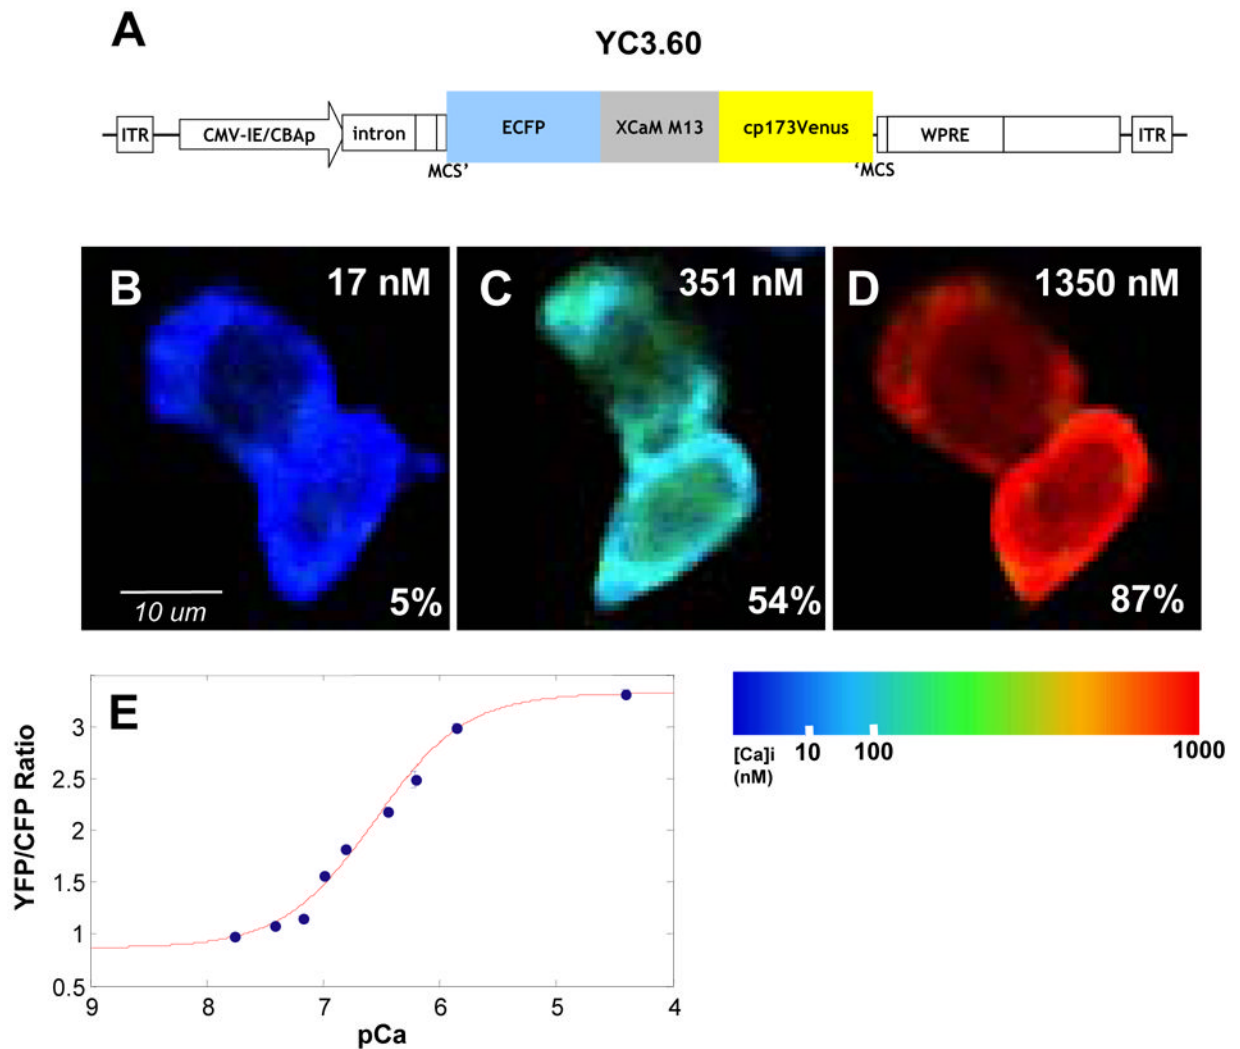 A
YC3.60
ITR
CMV-IE/CBAp
intron
ECFP
XCaM M13
cp173Venus
WPRE
ITR
MCS'
'MCS
B
17 nM
10 um
5%
C
351 nM
54%
D
1350 nM
87%
E
YFP/CFP Ratio
3
2.5
2
1.5
1
0.5
9 8 7 6 5 4
pCa
[Ca]i
(nM)
10 100 1000